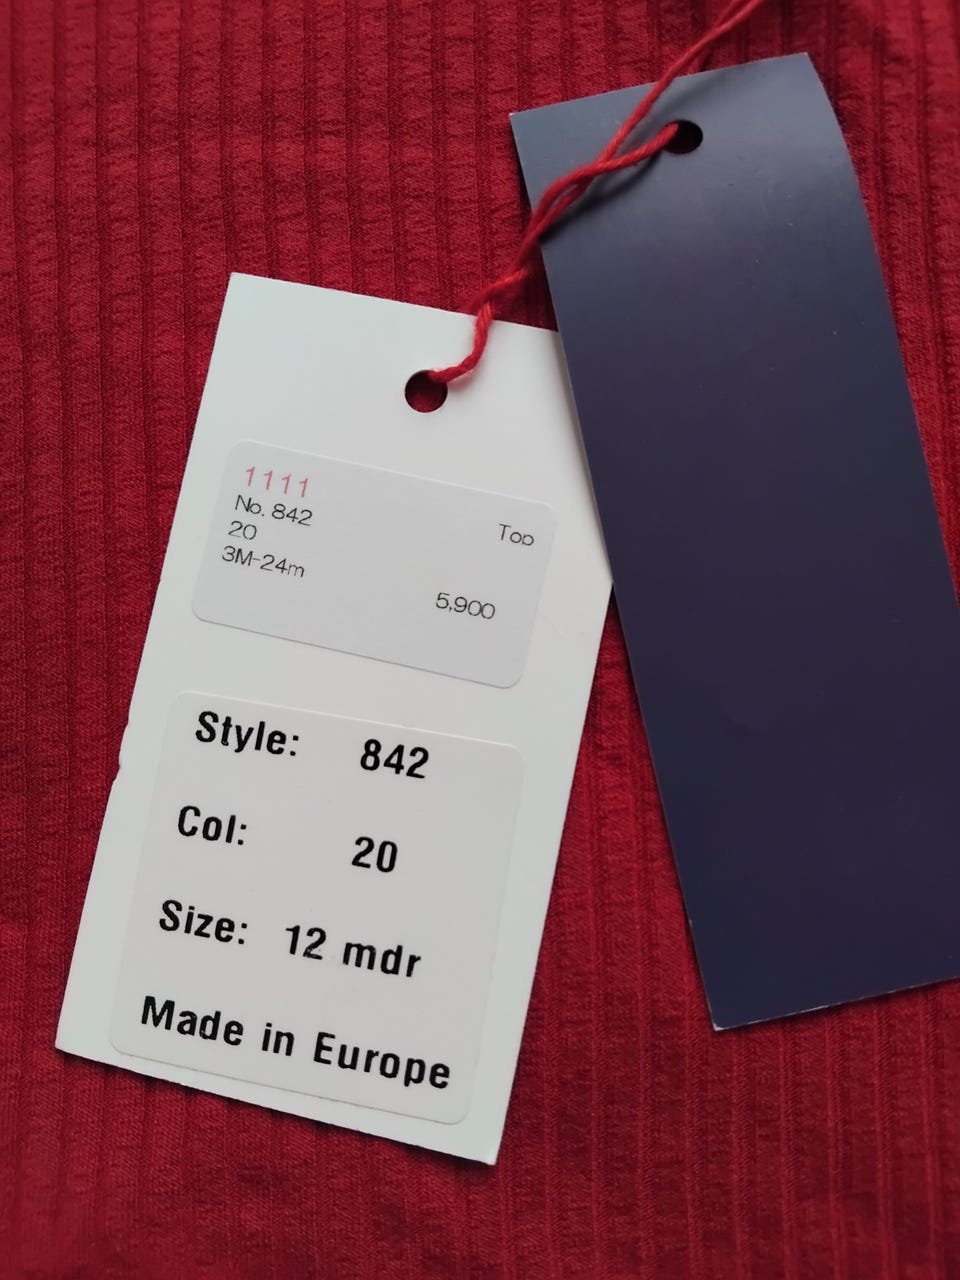 1111
No. 842 Top
20
3M-24m
5,900
Style: 842
Col: 20
Size: 12 mdr
Made in Europe